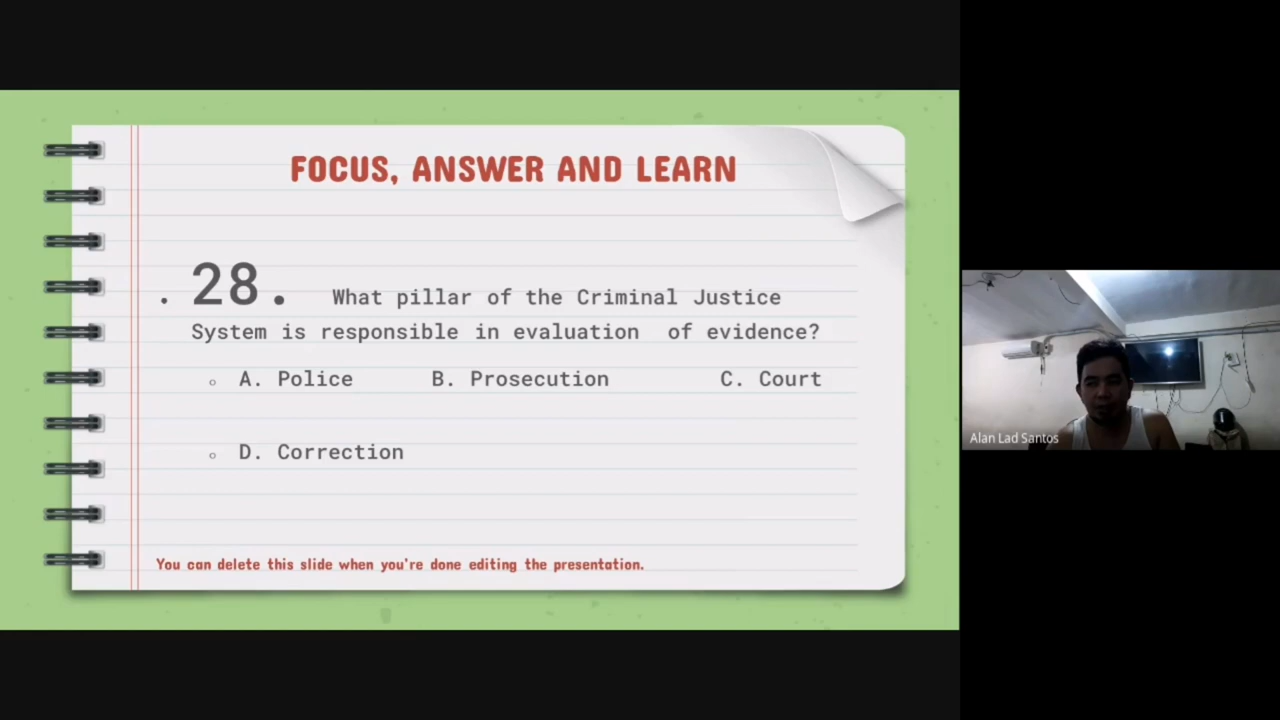 FOCUS, ANSWER AND LEARN
. 28. What pillar of the Criminal Justice
System is responsible in evaluation of evidence?
A. Police B. Prosecution C. Court
D. Correction
You can delete this slide when you're done editing the presentation.
Alan Lad Santos